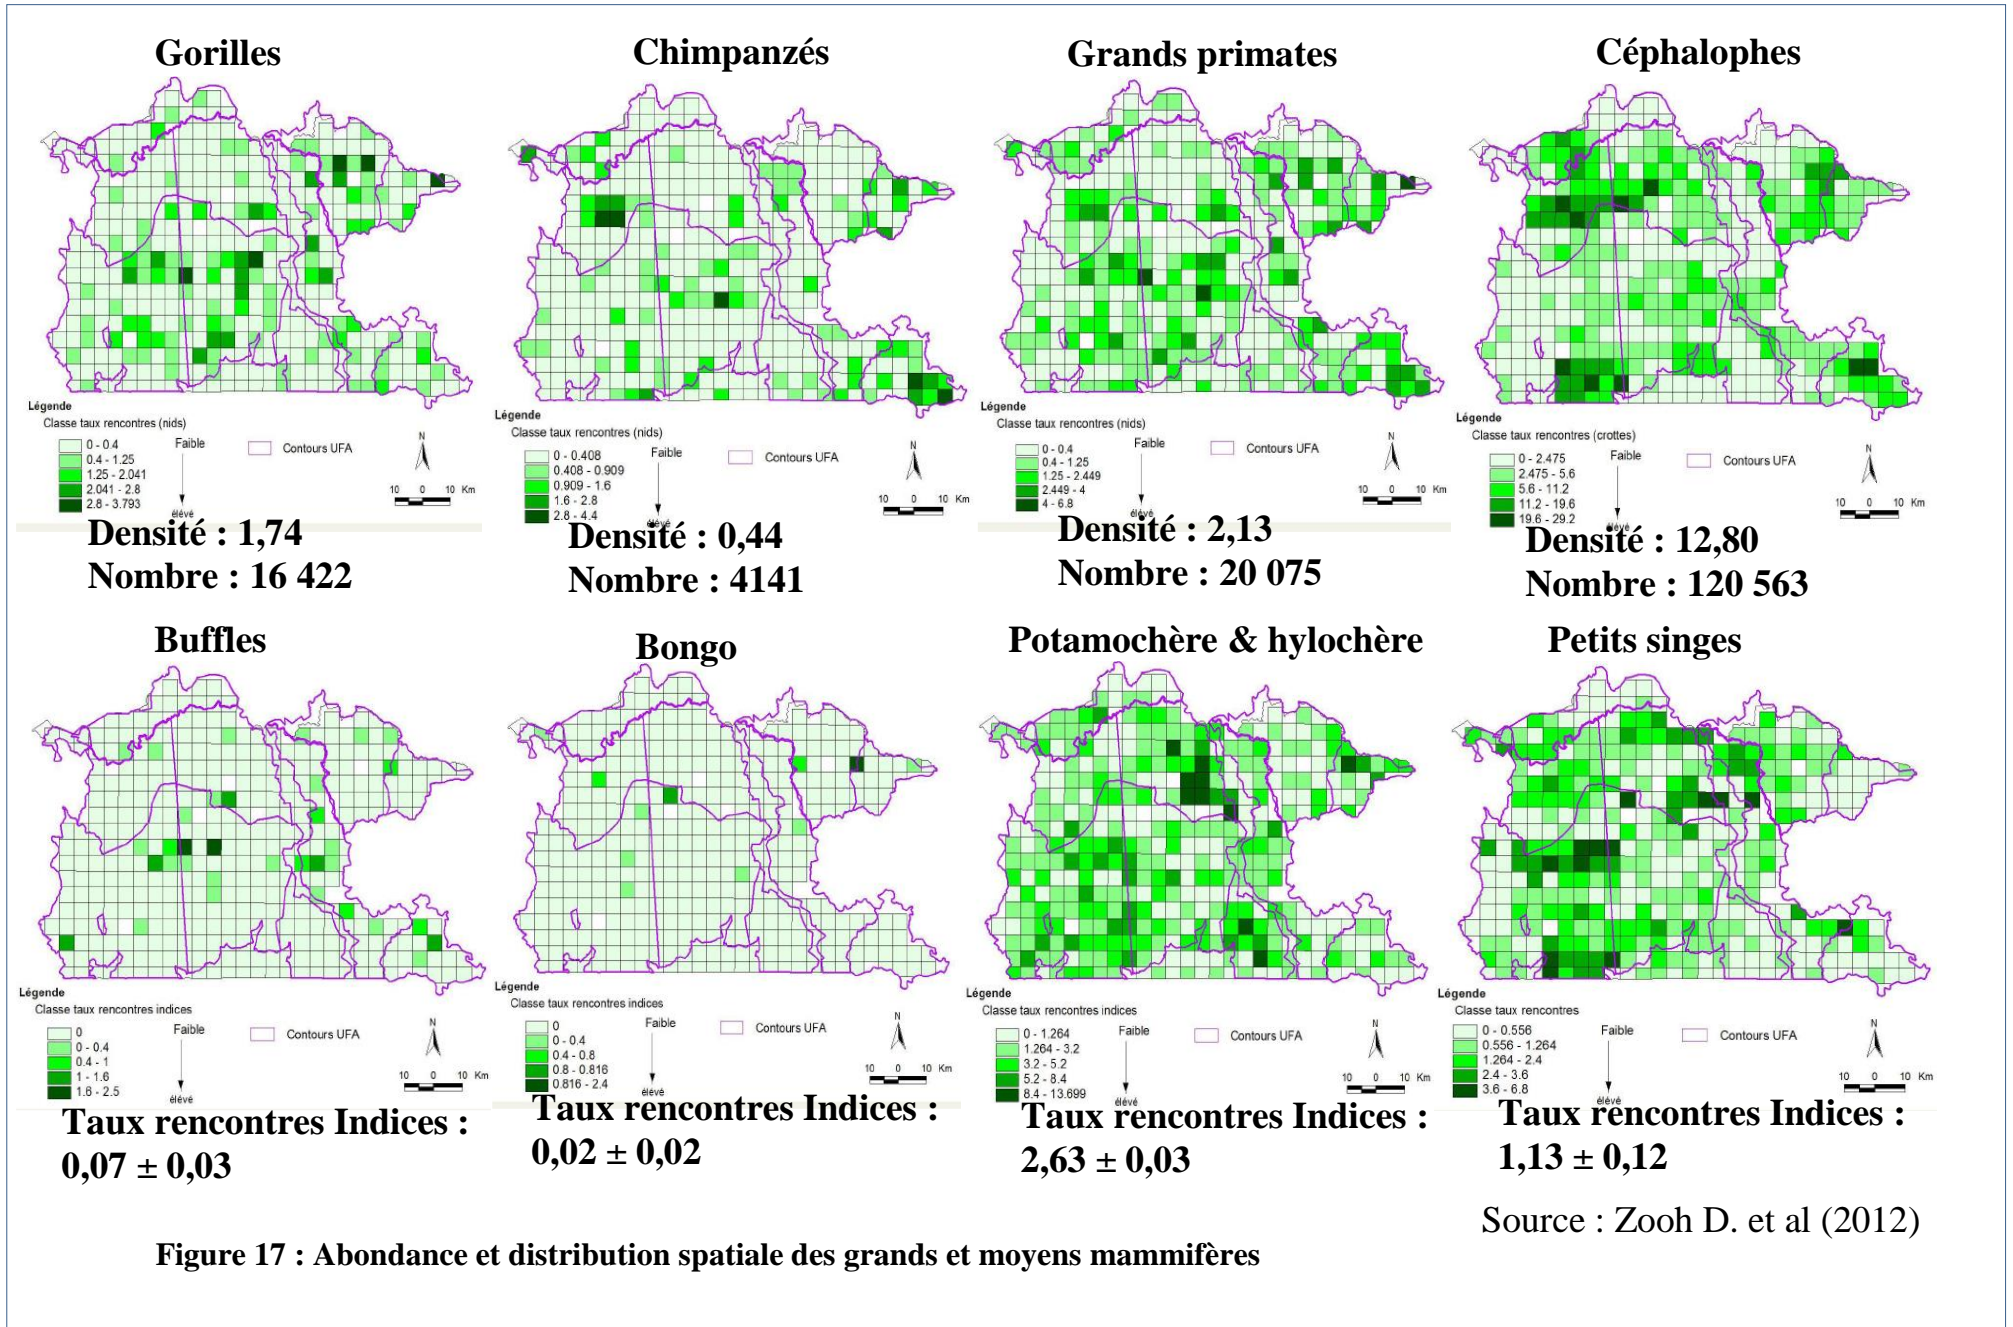 Gorilles
Légende
Classe taux rencontres (nids)
0 - 0.4
0.4 - 1.25
1.25 - 2.041
2.041 - 2.8
2.8 - 3.793
Faible
élévé
Contours UFA
N
10 0 10 Km
Densité : 1,74
Nombre : 16 422
Chimpanzés
Légende
Classe taux rencontres (nids)
0 - 0.408
0.408 - 0.909
0.909 - 1.6
1.6 - 2.8
2.8 - 4.4
Faible
élévé
Contours UFA
N
10 0 10 Km
Densité : 0,44
Nombre : 4141
Grands primates
Légende
Classe taux rencontres (nids)
0 - 0.4
0.4 - 1.25
1.25 - 2.449
2.449 - 4
4 - 6.8
Faible
élévé
Contours UFA
N
10 0 10 Km
Densité : 2,13
Nombre : 20 075
Céphalophes
Légende
Classe taux rencontres (crottes)
0 - 2.475
2.475 - 5.6
5.6 - 11.2
11.2 - 19.6
19.6 - 29.2
Faible
élévé
Contours UFA
N
10 0 10 Km
Densité : 12,80
Nombre : 120 563
Buffles
Légende
Classe taux rencontres indices
0
0 - 0.4
0.4 - 1
1 - 1.6
1.6 - 2.5
Faible
élévé
Contours UFA
N
10 0 10 Km
Taux rencontres Indices :
0,07 ± 0,03
Bongo
Légende
Classe taux rencontres indices
0
0 - 0.4
0.4 - 0.8
0.8 - 0.816
0.816 - 2.4
Faible
élévé
Contours UFA
N
10 0 10 Km
Taux rencontres Indices :
0,02 ± 0,02
Potamochère & hylochère
Légende
Classe taux rencontres indices
0 - 1.264
1.264 - 3.2
3.2 - 5.2
5.2 - 8.4
8.4 - 13.699
Faible
élévé
Contours UFA
N
10 0 10 Km
Taux rencontres Indices :
2,63 ± 0,03
Petits singes
Légende
Classe taux rencontres
0 - 0.556
0.556 - 1.264
1.264 - 2.4
2.4 - 3.6
3.6 - 6.8
Faible
élévé
Contours UFA
N
10 0 10 Km
Taux rencontres Indices :
1,13 ± 0,12
Source : Zooh D. et al (2012)
Figure 17 : Abondance et distribution spatiale des grands et moyens mammifères